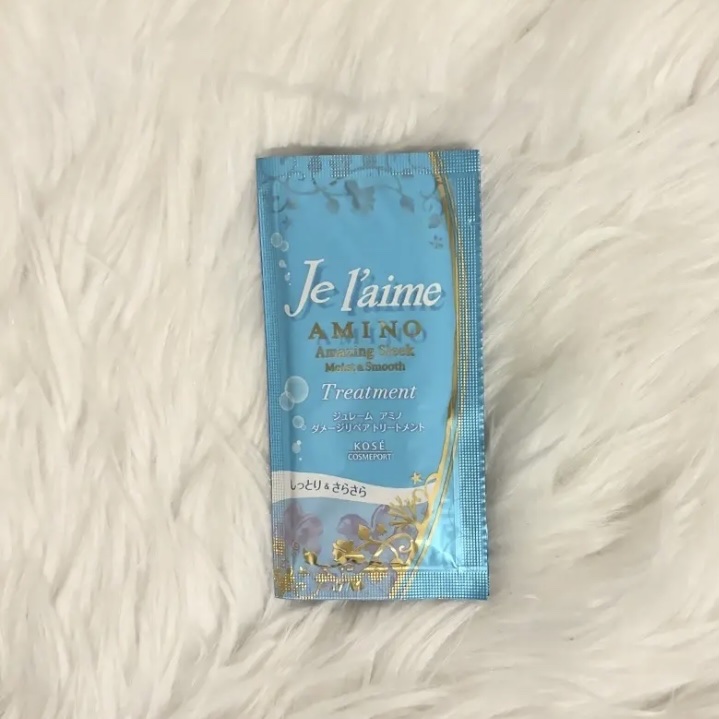 Je l'aime
AMINO
Amazing Sleek
Moist & Smooth
Treatment
ジュレーム アミノ
ダメージリペア トリートメント
KOSÉ
COSMEPORT
しっとり & さらさら